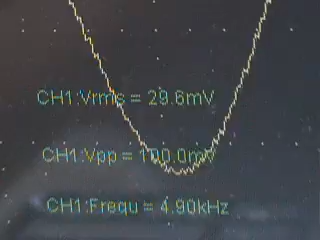 CH1:Vrms = 29.6mV
CH1:Vpp = 100.0mV
CH1:Frequ = 4.90kHz